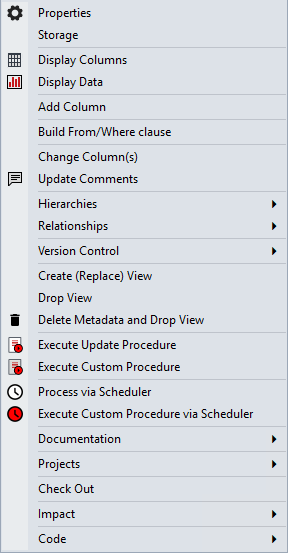 Properties
Storage
Display Columns
Display Data
Add Column
Build From/Where clause
Change Column(s)
Update Comments
Hierarchies
Relationships
Version Control
Create (Replace) View
Drop View
Delete Metadata and Drop View
Execute Update Procedure
Execute Custom Procedure
Process via Scheduler
Execute Custom Procedure via Scheduler
Documentation
Projects
Check Out
Impact
Code